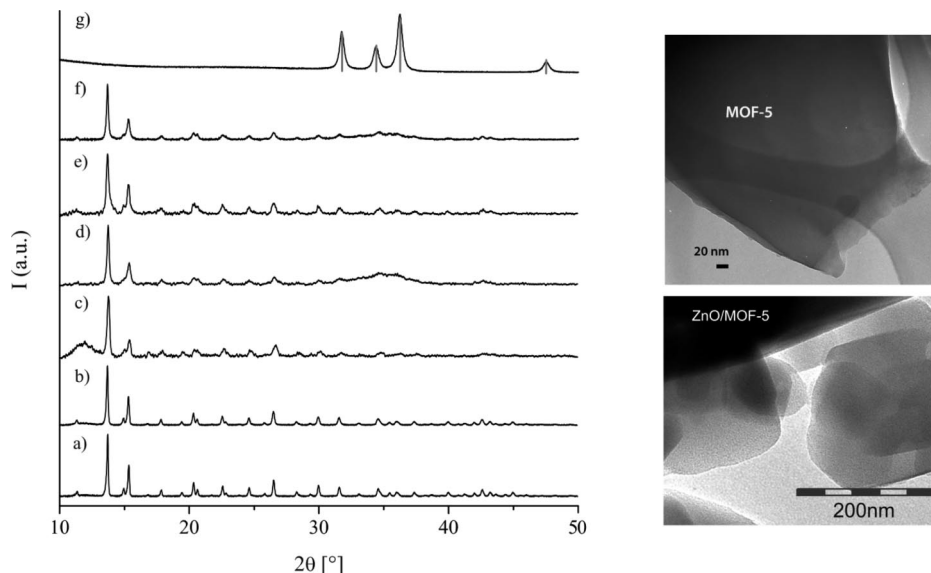 g)
f)
e)
d)
c)
b)
a)
I (a.u.)
10 20 30 40 50
2θ [°]
MOF-5
20 nm
ZnO/MOF-5
200nm